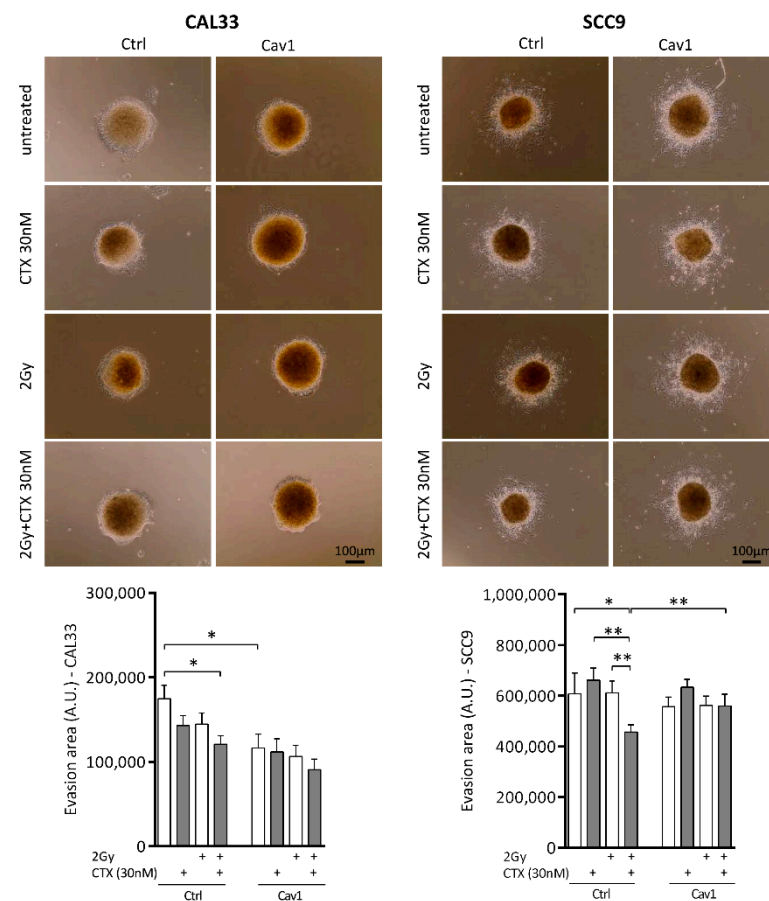 CAL33
SCC9
Ctrl
Cav1
Ctrl
Cav1
untreated
CTX 30nM
2Gy
2Gy+CTX 30nM
100μm
untreated
CTX 30nM
2Gy
2Gy+CTX 30nM
100μm
Evasion area (A.U.) - CAL33
300,000
200,000
100,000
0
*
*
2Gy + + + +
CTX (30nM) + + + +
Ctrl Cav1
Evasion area (A.U.) - SCC9
1,000,000
800,000
600,000
400,000
200,000
0
* **
**
**
2Gy + + + +
CTX (30nM) + + + +
Ctrl Cav1